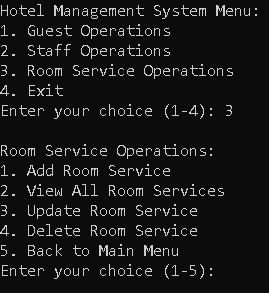 Hotel Management System Menu:
1. Guest Operations
2. Staff Operations
3. Room Service Operations
4. Exit
Enter your choice (1-4): 3

Room Service Operations:
1. Add Room Service
2. View All Room Services
3. Update Room Service
4. Delete Room Service
5. Back to Main Menu
Enter your choice (1-5):